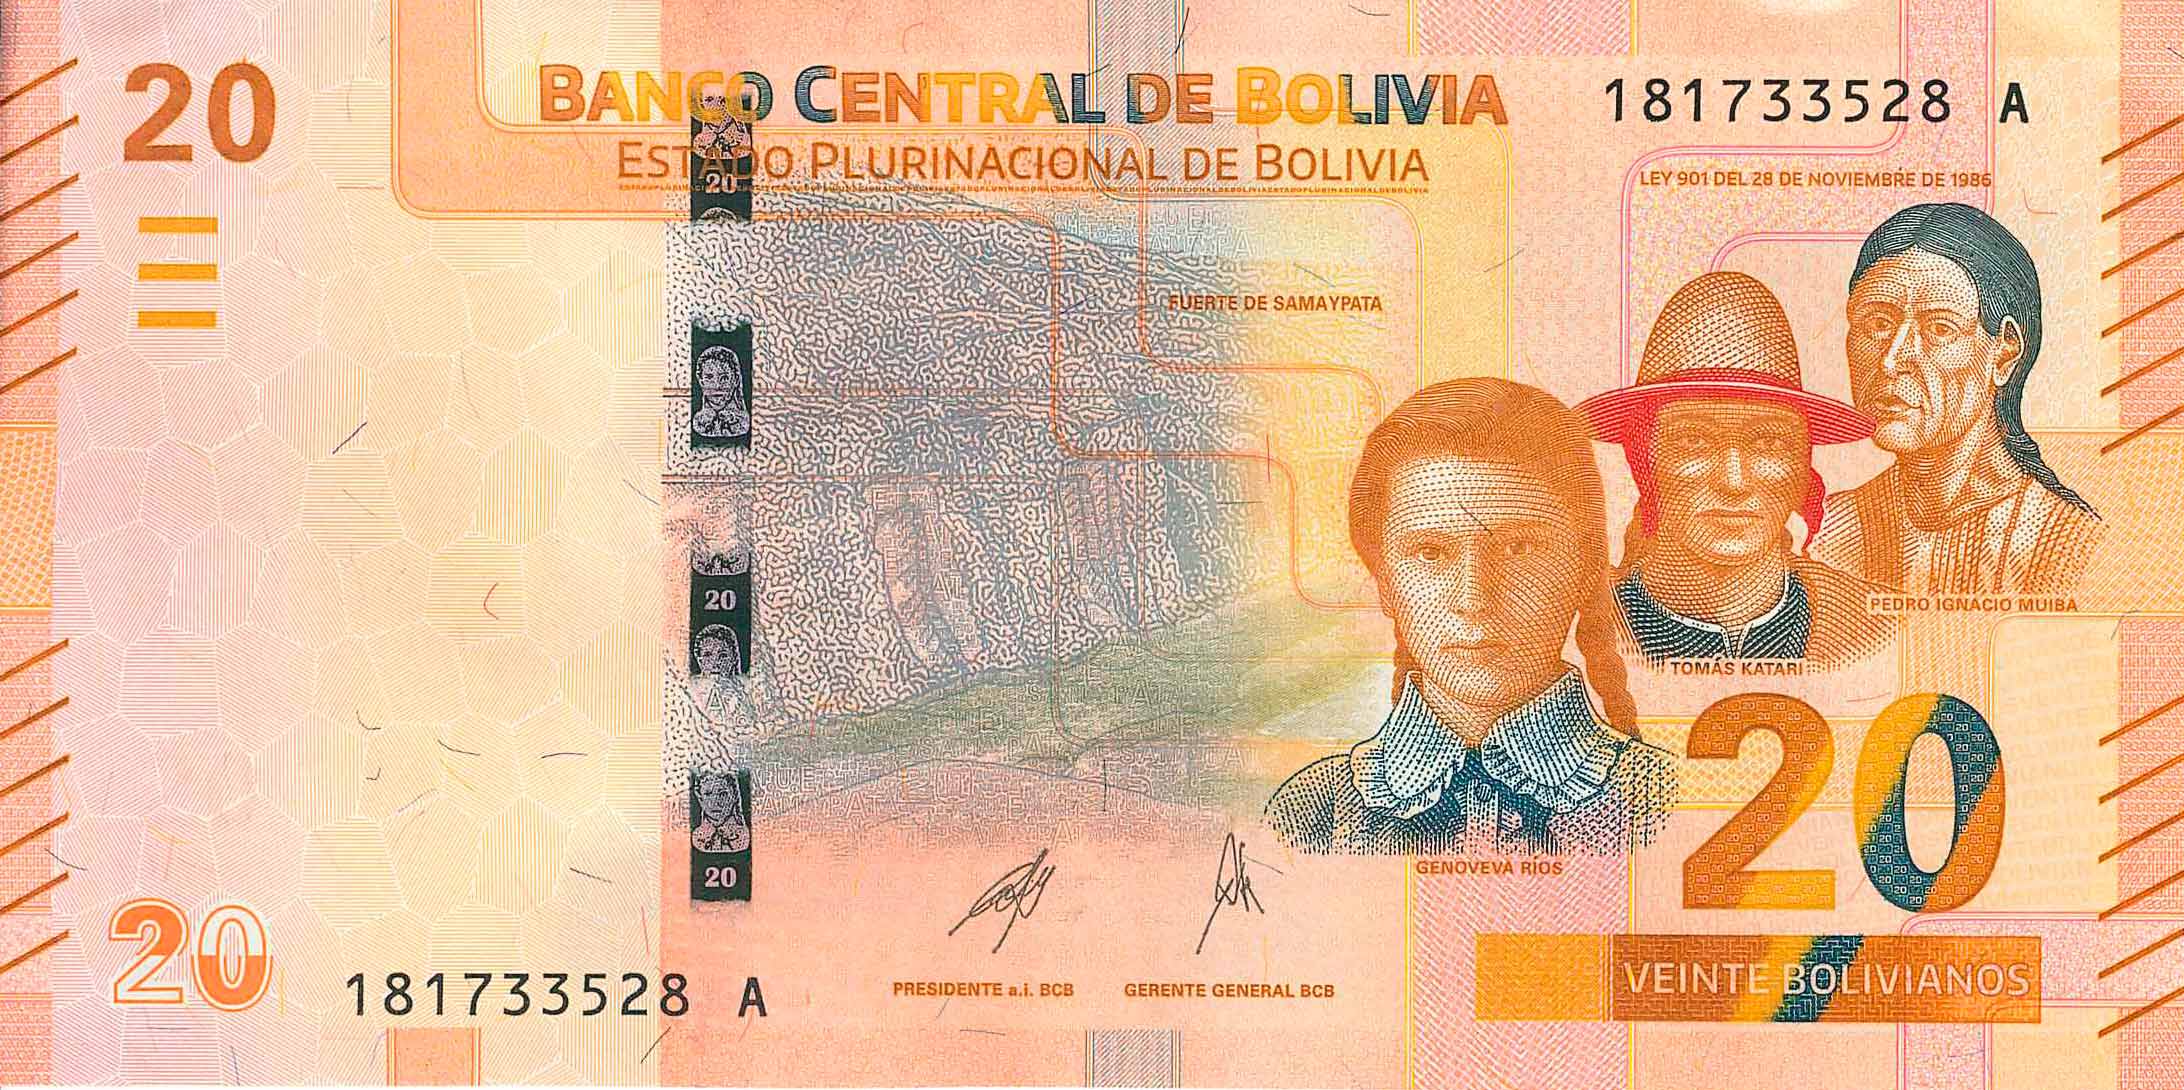 20
BANCO CENTRAL DE BOLIVIA
181733528 A
ESTADO PLURINACIONAL DE BOLIVIA
20
LEY 901 DEL 28 DE NOVIEMBRE DE 1986
FUERTE DE SAMAYPATA
20
PEDRO IGNACIO MUIBA
TOMÁS KATARI
20
GENOVEVA RÍOS
20
20
181733528 A
PRESIDENTE a.i. BCB
GERENTE GENERAL BCB
VEINTE BOLIVIANOS